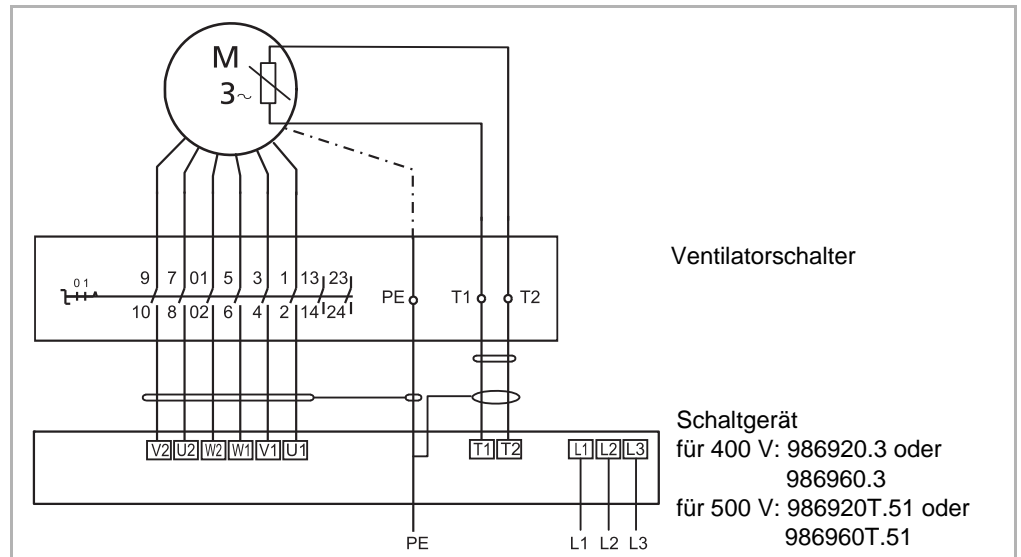 M
3~
Ventilatorschalter
0 1
9 7 01 5 3 1 13 23
PE T1 T2
10 8 02 6 4 2 14 24
Schaltgerät
V2 U2 W2 W1 V1 U1 T1 T2 L1 L2 L3
für 400 V: 986920.3 oder
986960.3
für 500 V: 986920T.51 oder
986960T.51
PE L1 L2 L3